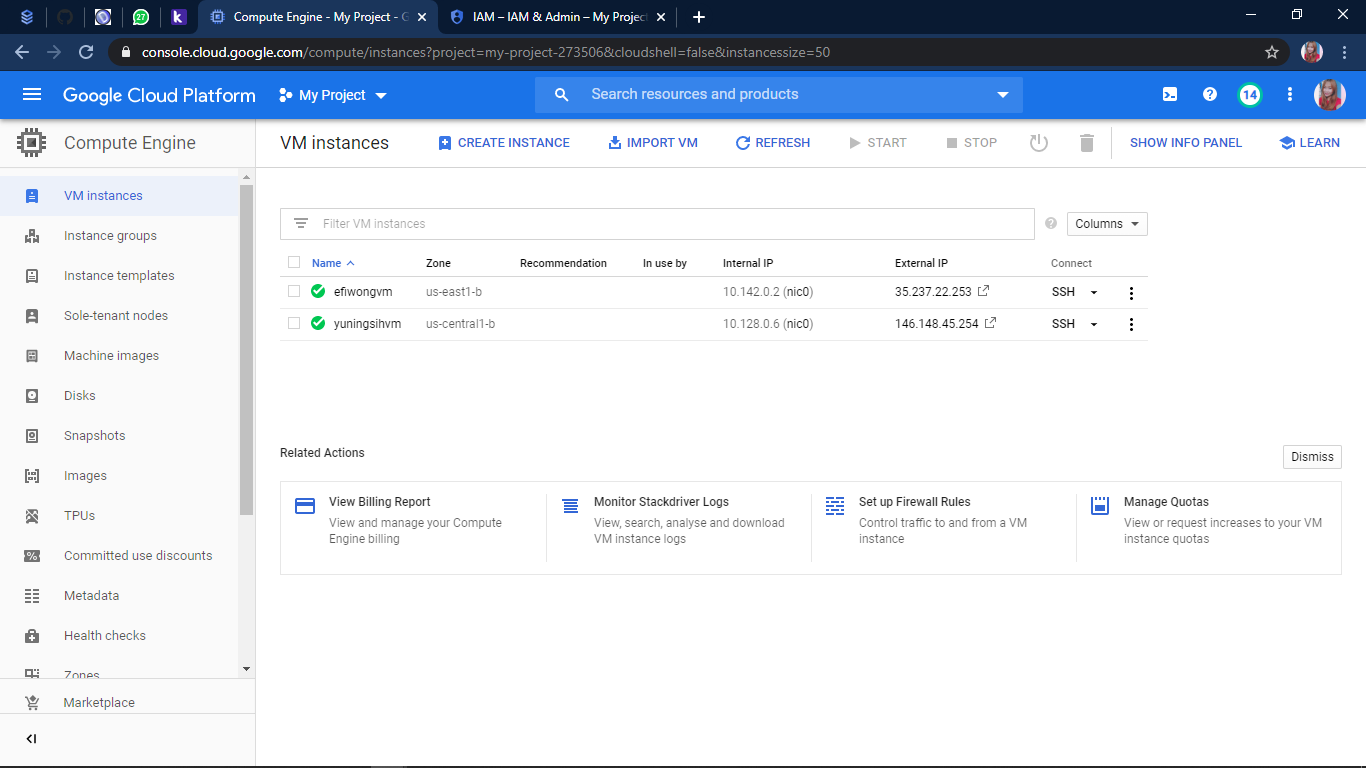 27
Compute Engine - My Project - G
IAM – IAM & Admin – My Projec
console.cloud.google.com/compute/instances?project=my-project-273506&cloudshell=false&instancessize=50
Google Cloud Platform
My Project
Search resources and products
14
Compute Engine
VM instances
CREATE INSTANCE
IMPORT VM
REFRESH
START
STOP
SHOW INFO PANEL
LEARN
VM instances
Instance groups
Instance templates
Sole-tenant nodes
Machine images
Disks
Snapshots
Images
TPUs
Committed use discounts
Metadata
Health checks
Zones
Marketplace
Filter VM instances
Columns
Name Zone Recommendation In use by Internal IP External IP Connect
efiwongvm us-east1-b 10.142.0.2 (nic0) 35.237.22.253 SSH
yuningsihvm us-central1-b 10.128.0.6 (nic0) 146.148.45.254 SSH
Related Actions
Dismiss
View Billing Report
View and manage your Compute
Engine billing
Monitor Stackdriver Logs
View, search, analyse and download
VM instance logs
Set up Firewall Rules
Control traffic to and from a VM
instance
Manage Quotas
View or request increases to your VM
instance quotas